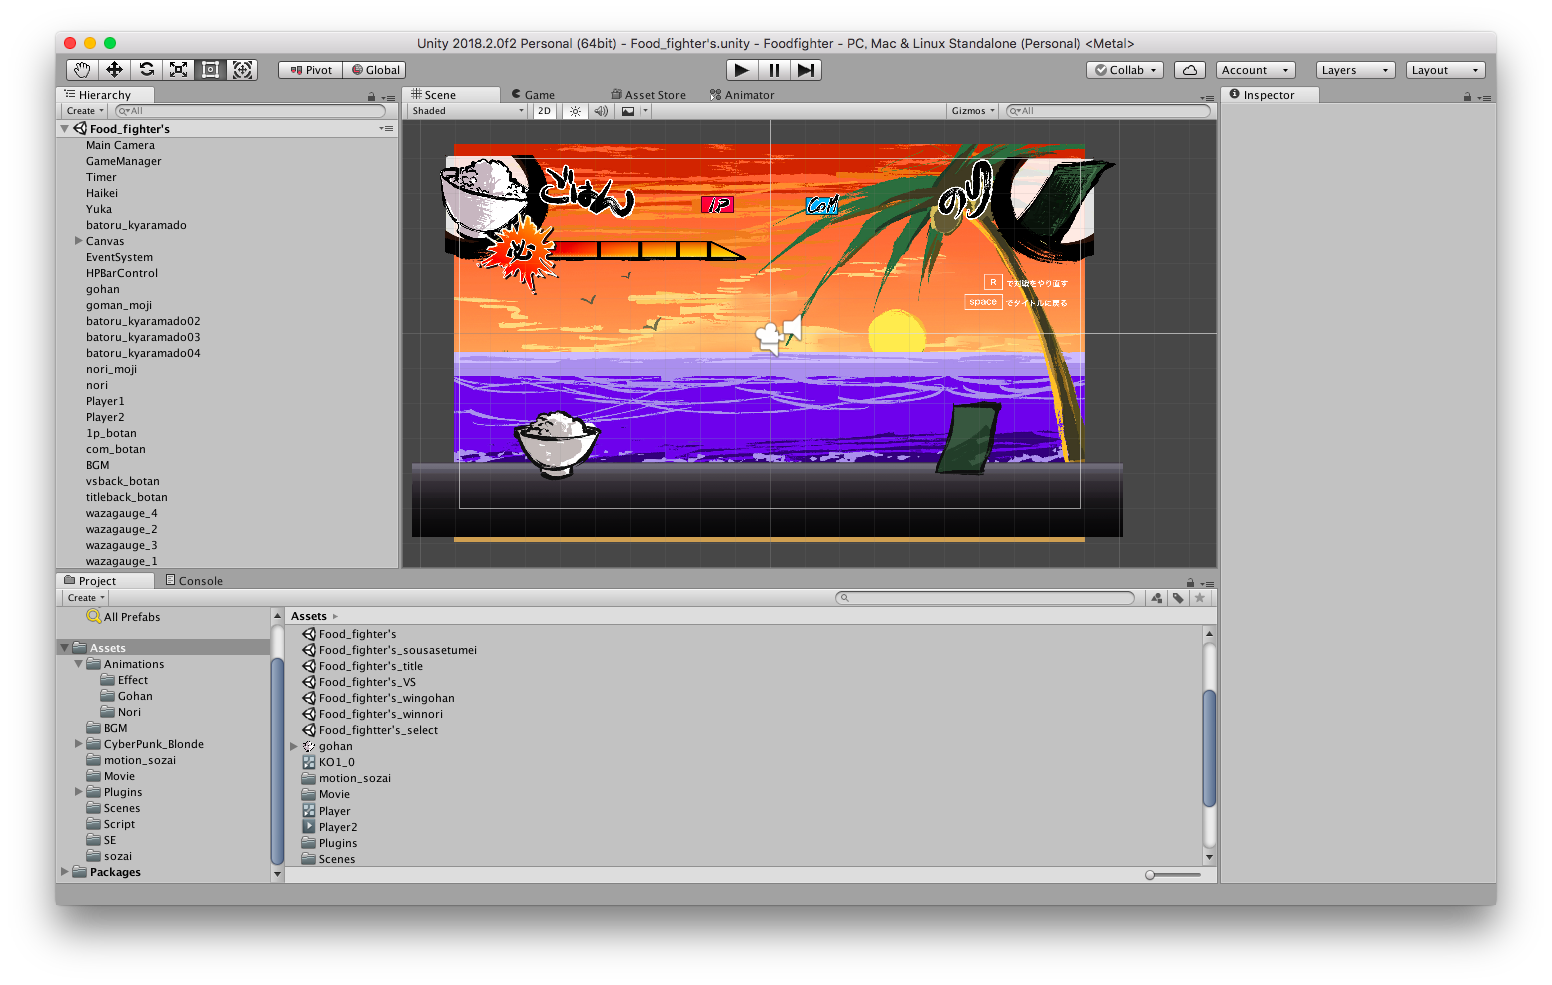 Unity 2018.2.0f2 Personal (64bit) - Food_fighter's.unity - Foodfighter - PC, Mac & Linux Standalone (Personal) <Metal>
Pivot Global Collab Account Layers Layout
Hierarchy
Create All
Food_fighter's
Main Camera
GameManager
Timer
Haikei
Yuka
batoru_kyaramado
Canvas
EventSystem
HPBarControl
gohan
goman_moji
batoru_kyaramado02
batoru_kyaramado03
batoru_kyaramado04
nori_moji
nori
Player1
Player2
1p_botan
com_botan
BGM
vsback_botan
titleback_botan
wazagauge_4
wazagauge_2
wazagauge_3
wazagauge_1
Scene Game Asset Store Animator
Shaded 2D Gizmos All
ごはん
1P
COM
のり
必
R で対戦をやり直す
space でタイトルに戻る
Inspector
Project Console
Create
All Prefabs
Assets
Animations
Effect
Gohan
Nori
BGM
CyberPunk_Blonde
motion_sozai
Movie
Plugins
Scenes
Script
SE
sozai
Packages
Assets
Food_fighter's
Food_fighter's_sousasetumei
Food_fighter's_title
Food_fighter's_VS
Food_fighter's_wingohan
Food_fighter's_winnori
Food_fightter's_select
gohan
KO1_0
motion_sozai
Movie
Player
Player2
Plugins
Scenes